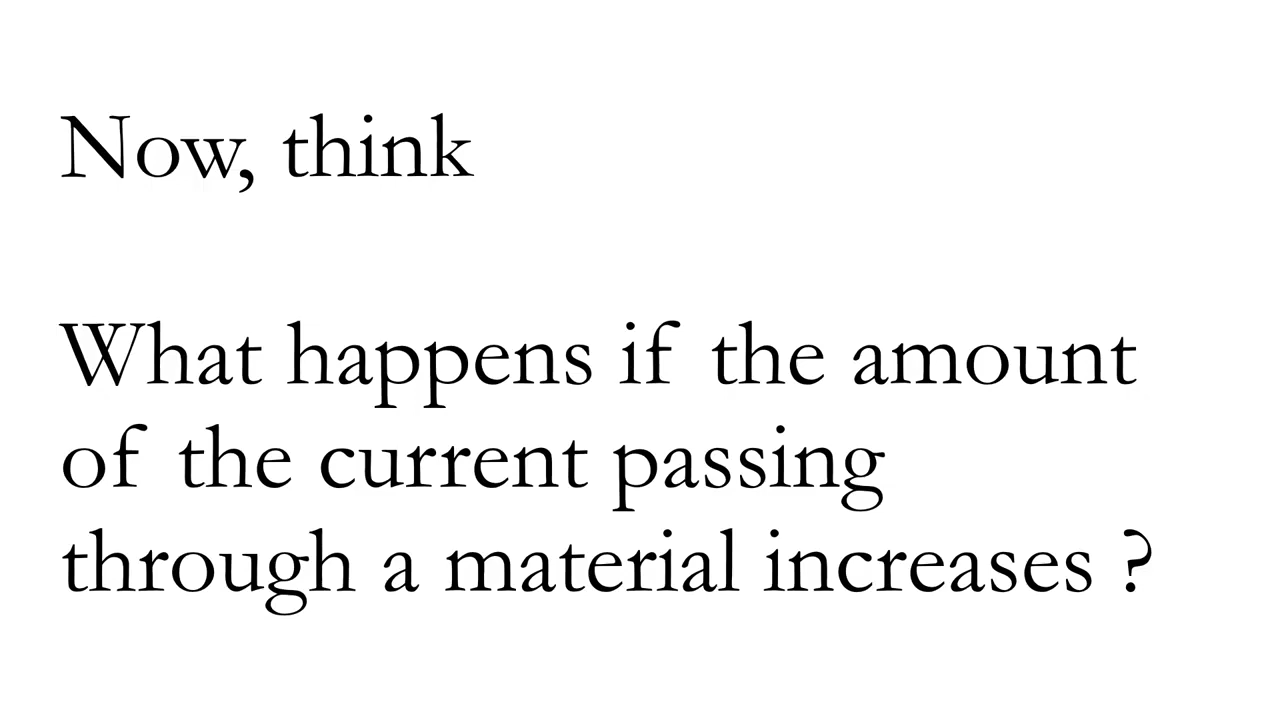 Now, think
What happens if the amount
of the current passing
through a material increases ?